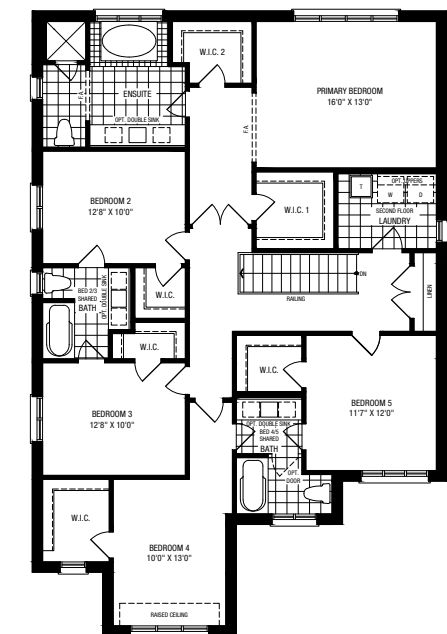 W.I.C. 2
ENSUITE
OPT. DOUBLE SINK
F/A
F/A
PRIMARY BEDROOM
16'0" X 13'0"
BEDROOM 2
12'8" X 10'0"
W.I.C. 1
T
OPT. UPPERS
W
D
SECOND FLOOR
LAUNDRY
BED 2/3
SHARED
BATH
OPT. DOUBLE SINK
W.I.C.
DN
RAILING
LINEN
W.I.C.
W.I.C.
BEDROOM 3
12'8" X 10'0"
BEDROOM 5
11'7" X 12'0"
OPT. DOUBLE SINK
BED 4/5
SHARED
BATH
OPT.
DOOR
W.I.C.
BEDROOM 4
10'0" X 13'0"
RAISED CEILING